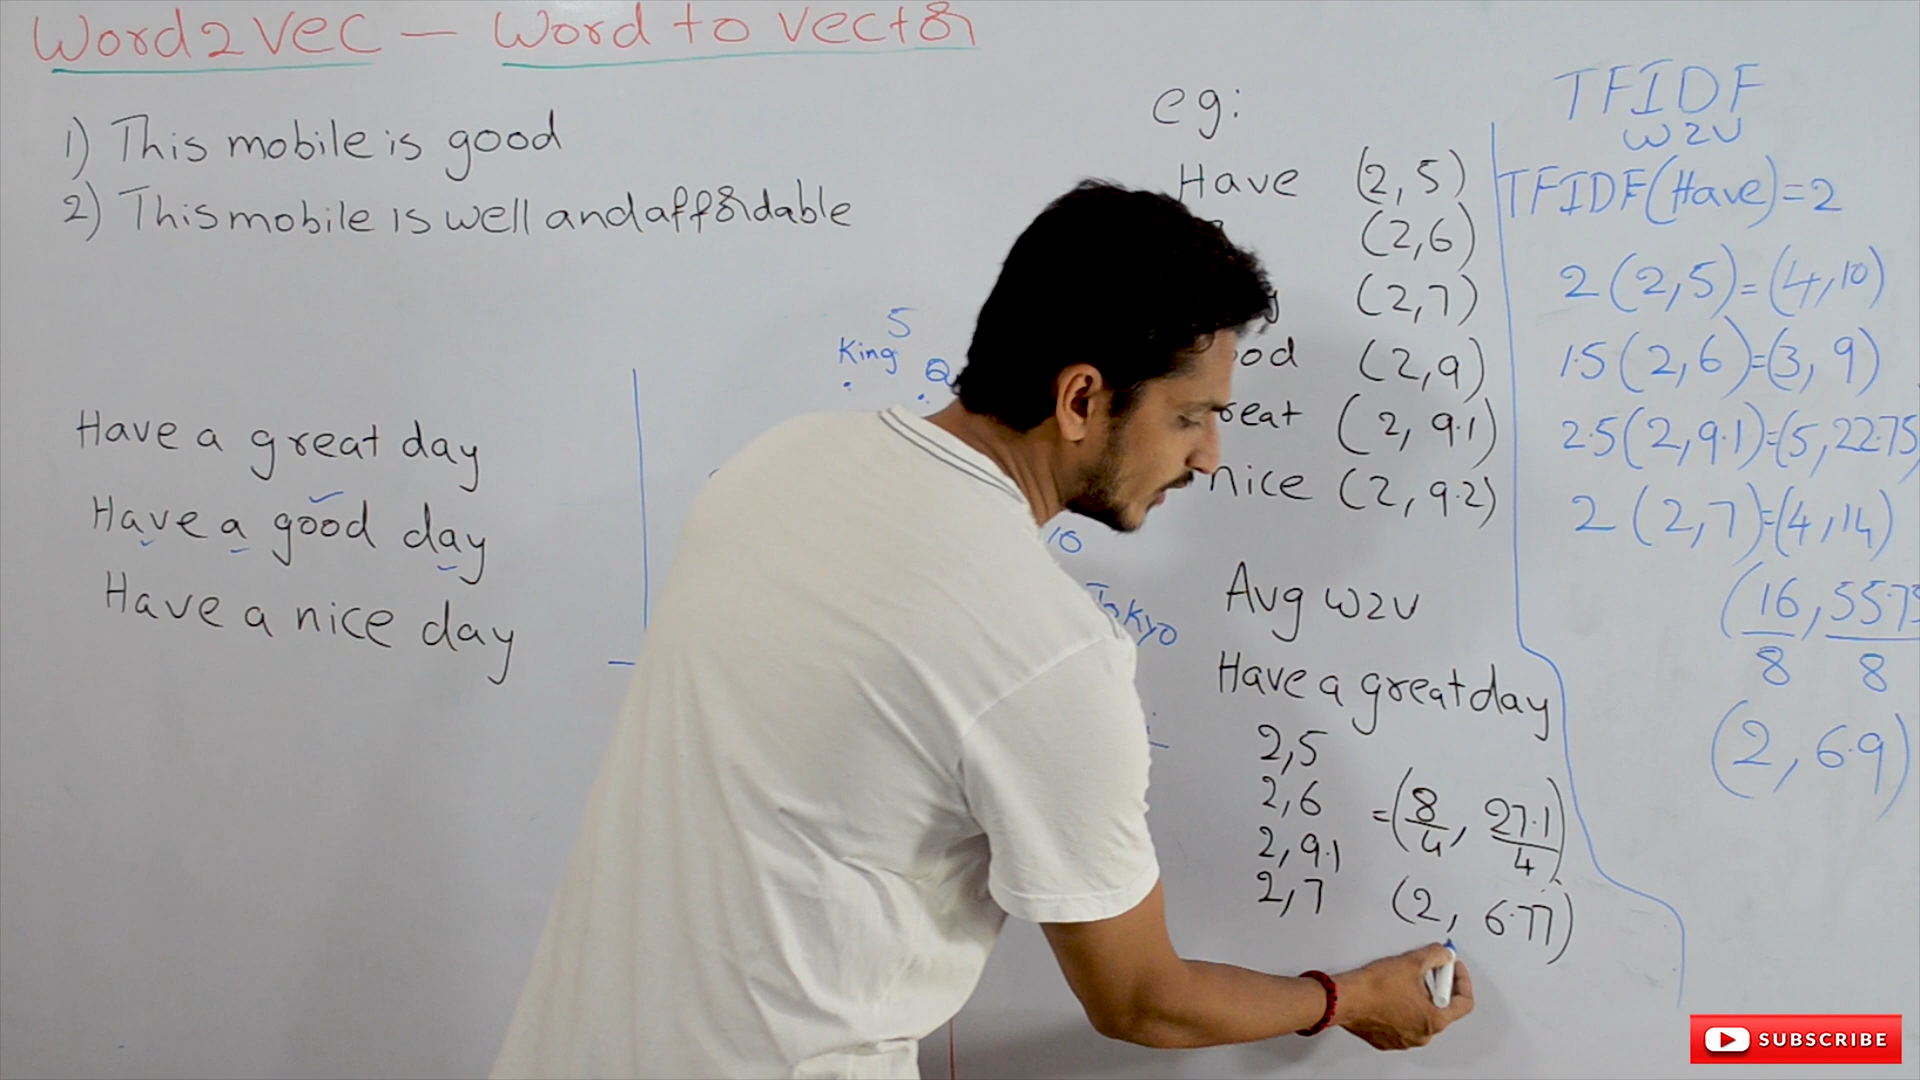 Word2Vec – Word to Vector
1) This mobile is good
2) This mobile is well and affordable
Have a great day
Have a good day
Have a nice day
5
King
10
Tokyo
eg:
Have (2,5)
(2,6)
(2,7)
(2,9)
(2, 9.1)
nice (2, 9.2)
Avg W2V
Have a great day
2,5
2,6
2,9.1
2,7
=(8/4, 27.1/4)
(2, 6.77)
TFIDF
W2V
TFIDF(Have)=2
2(2,5)=(4,10)
1.5(2,6)=(3,9)
2.5(2,9.1)=(5,22.75
2(2,7)=(4,14)
(16/8, 55.75/8
(2, 6.9)
SUBSCRIBE